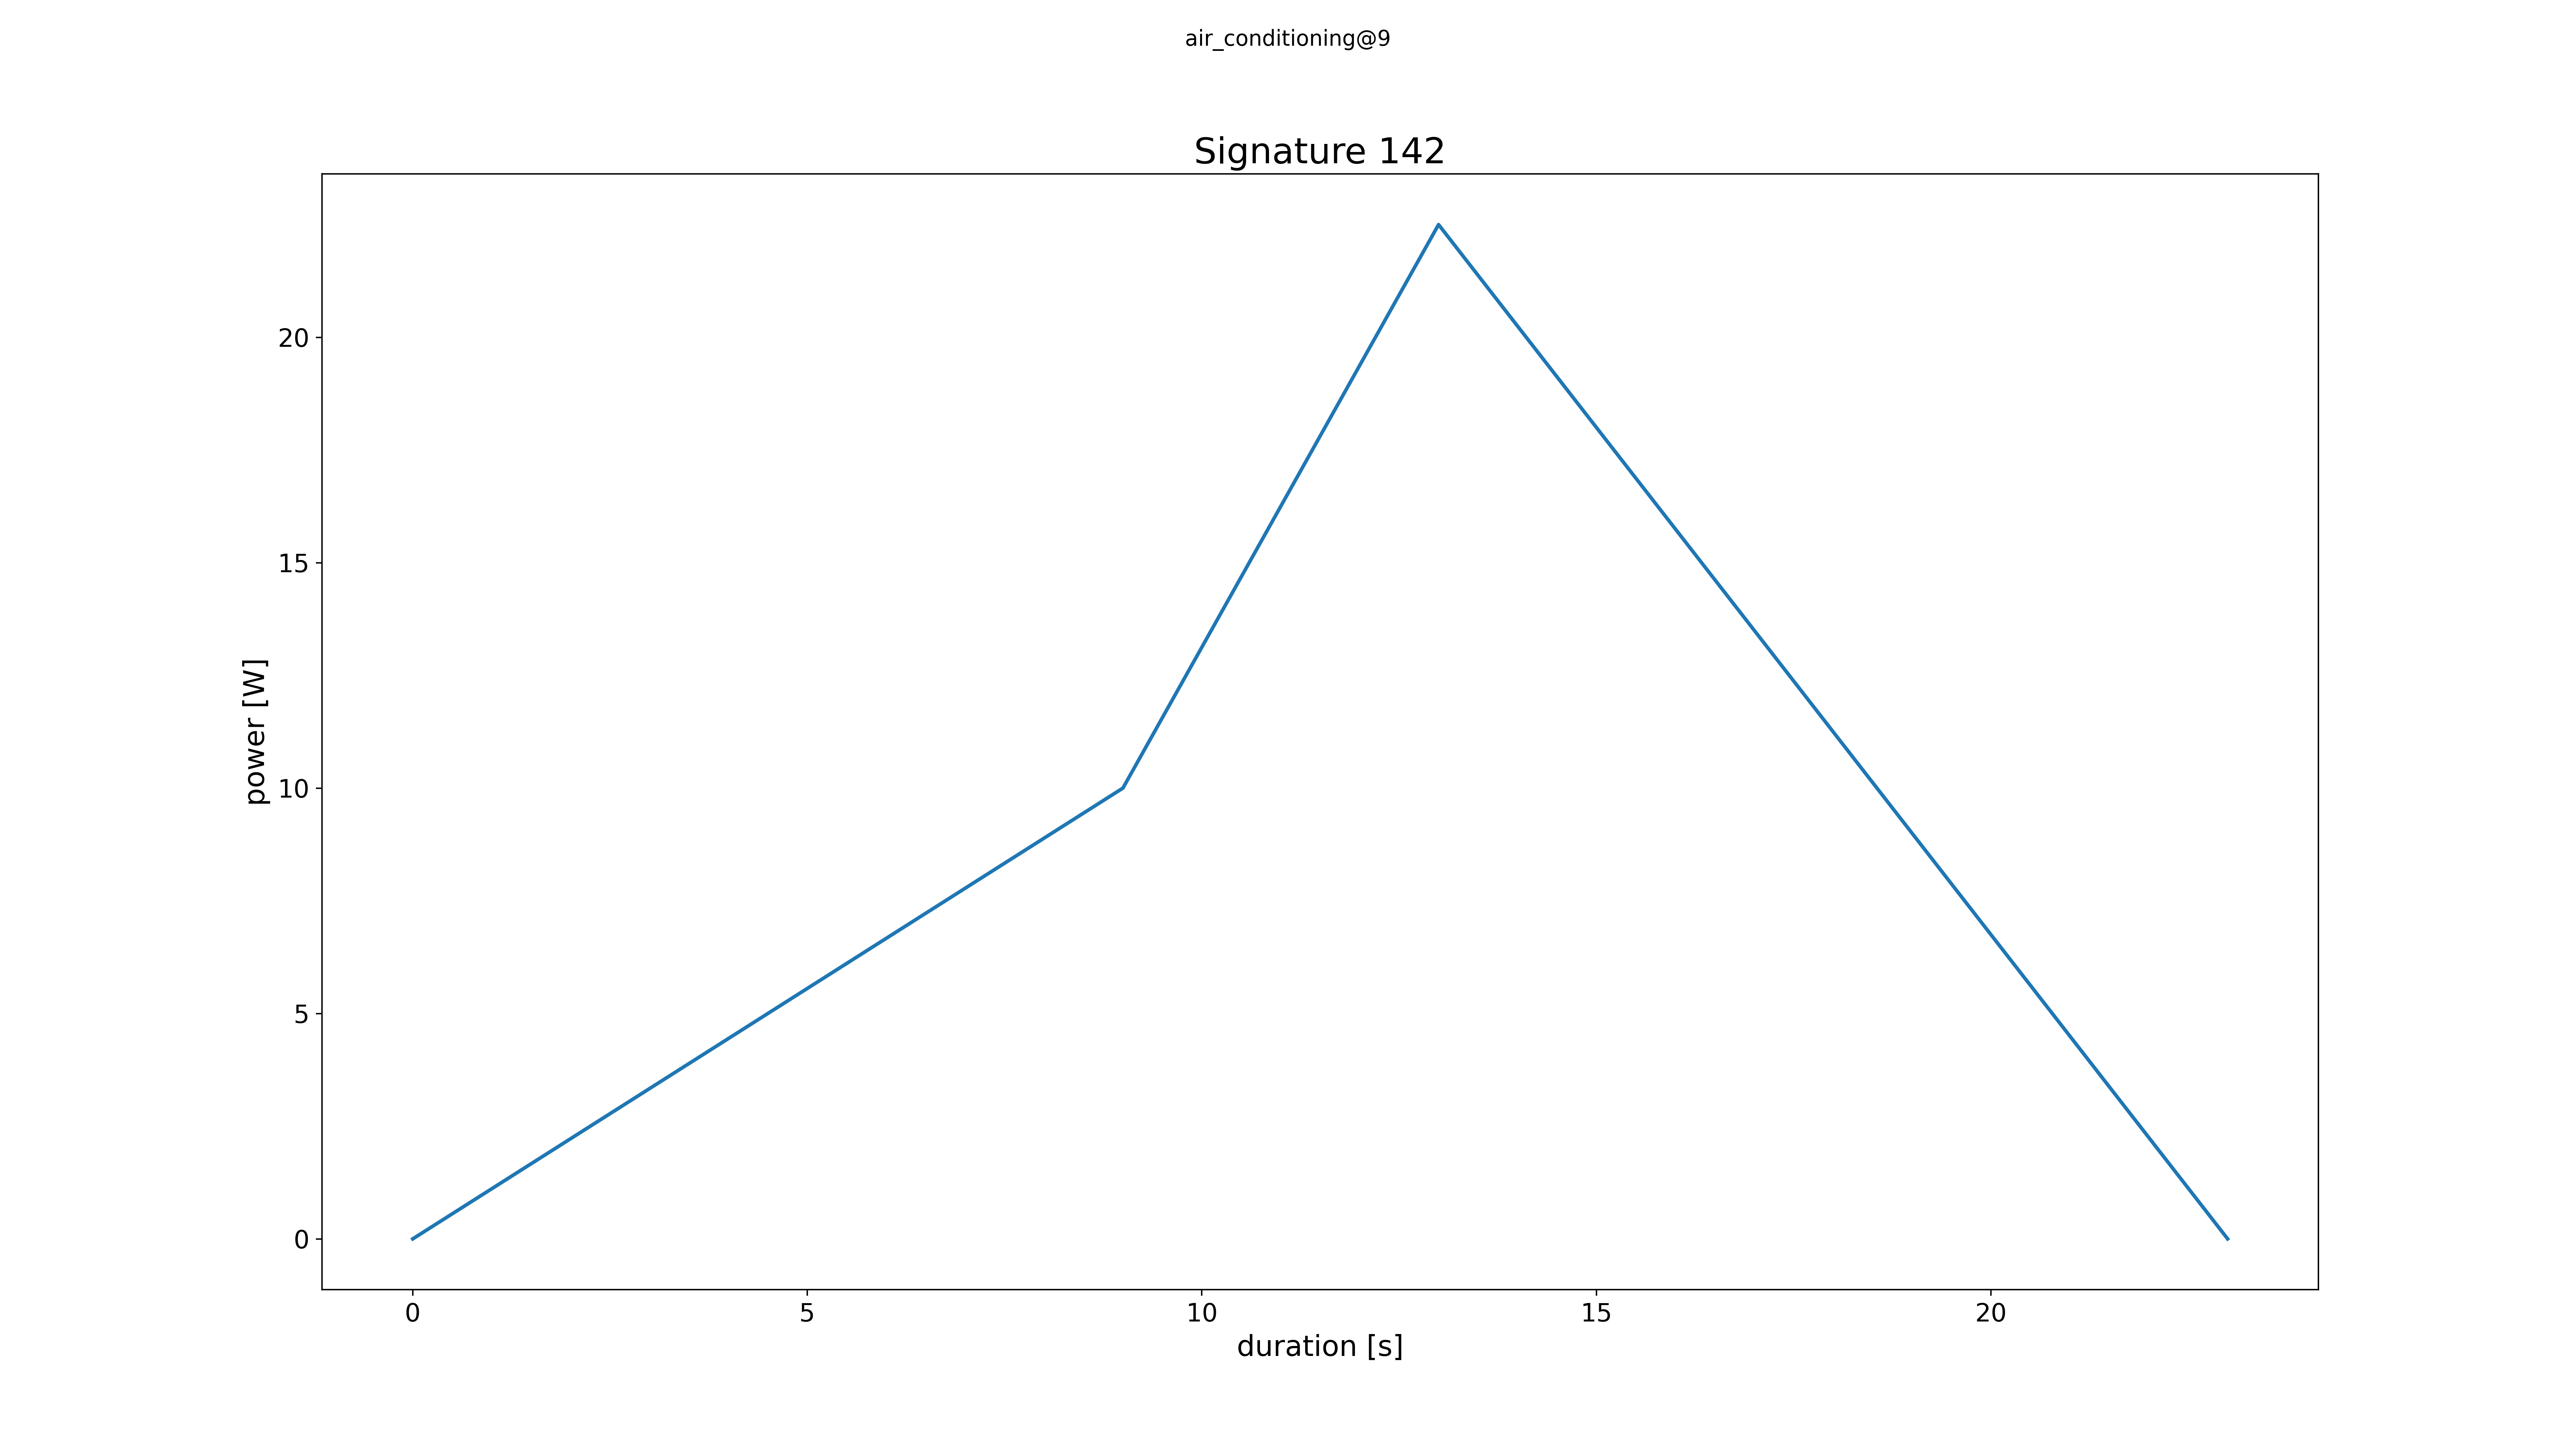 air_conditioning@9
Signature 142
power [W]
20
15
10
5
0
0 5 10 15 20
duration [s]